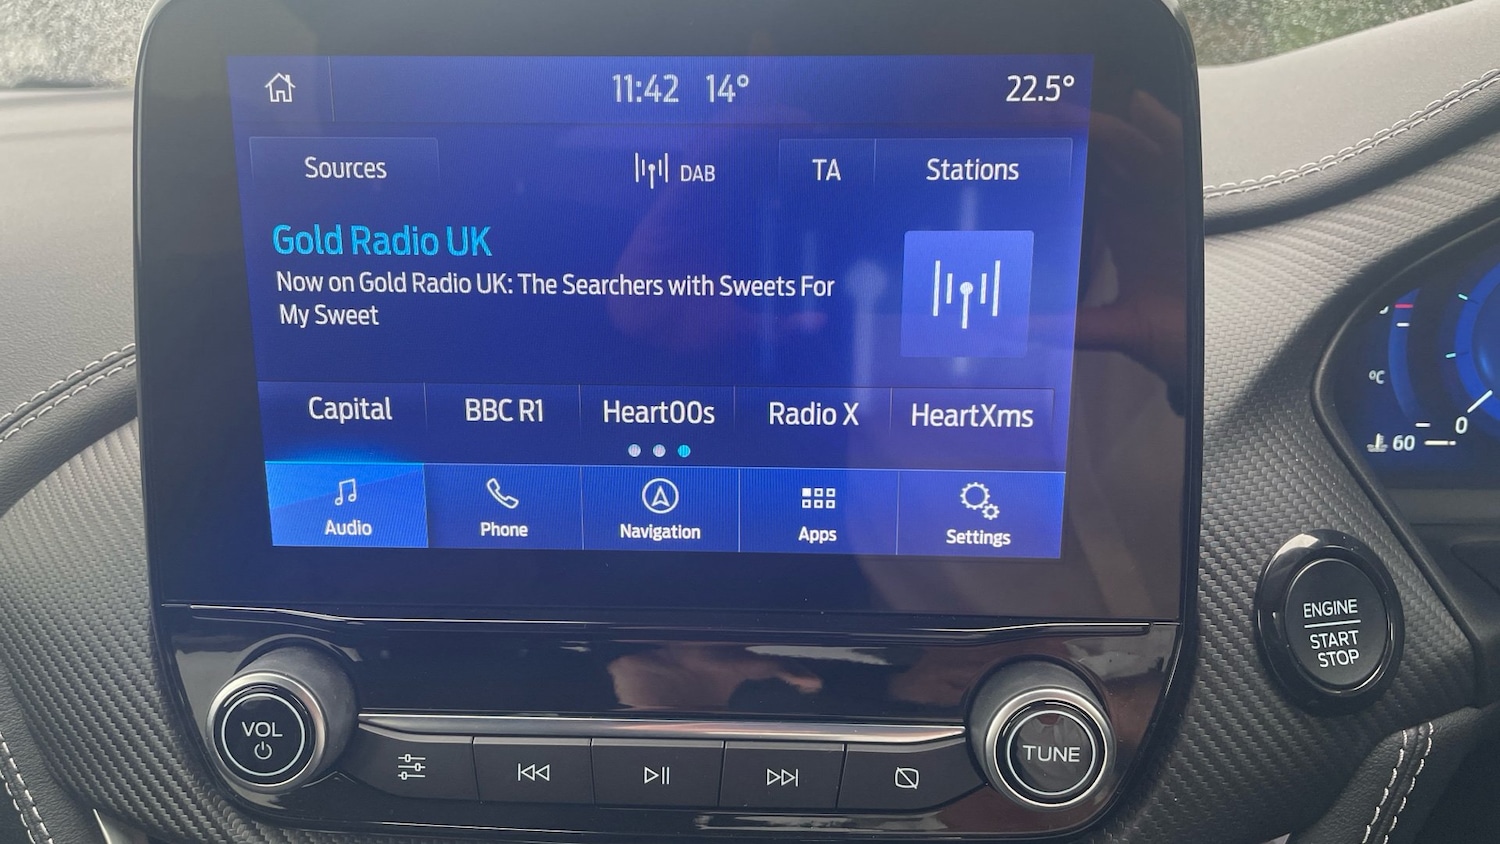 11:42 14° 22.5°
Sources DAB TA Stations
Gold Radio UK
Now on Gold Radio UK: The Searchers with Sweets For
My Sweet
Capital BBC R1 Heart00s Radio X HeartXms
Audio Phone Navigation Apps Settings
°C
0
60
ENGINE
START
STOP
VOL
TUNE